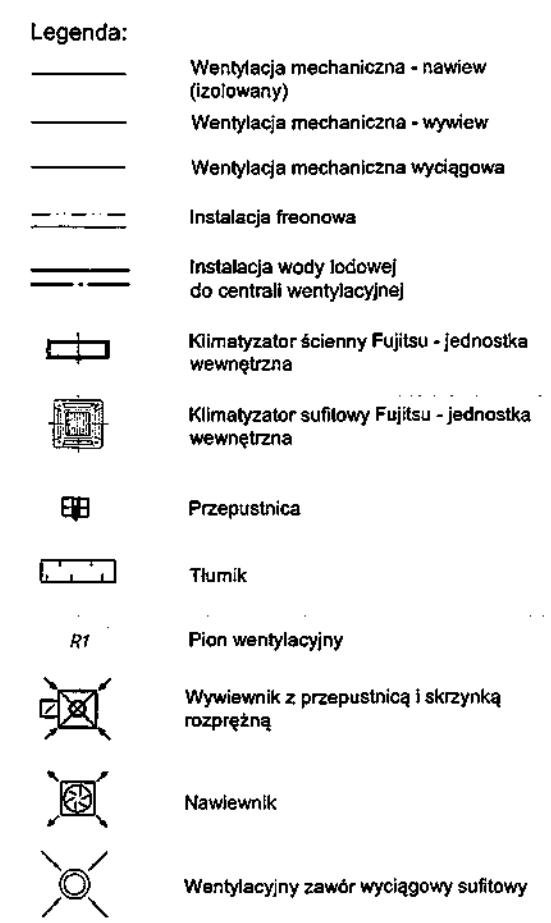 Legenda:
Wentylacja mechaniczna - nawiew
(izolowany)
Wentylacja mechaniczna - wywiew
Wentylacja mechaniczna wyciągowa
Instalacja freonowa
Instalacja wody lodowej
do centrali wentylacyjnej
Klimatyzator ścienny Fujitsu - jednostka
wewnętrzna
Klimatyzator sufitowy Fujitsu - jednostka
wewnętrzna
Przepustnica
Tłumik
R1 Pion wentylacyjny
Wywiewnik z przepustnicą i skrzynką
rozprężną
Nawiewnik
Wentylacyjny zawór wyciągowy sufitowy